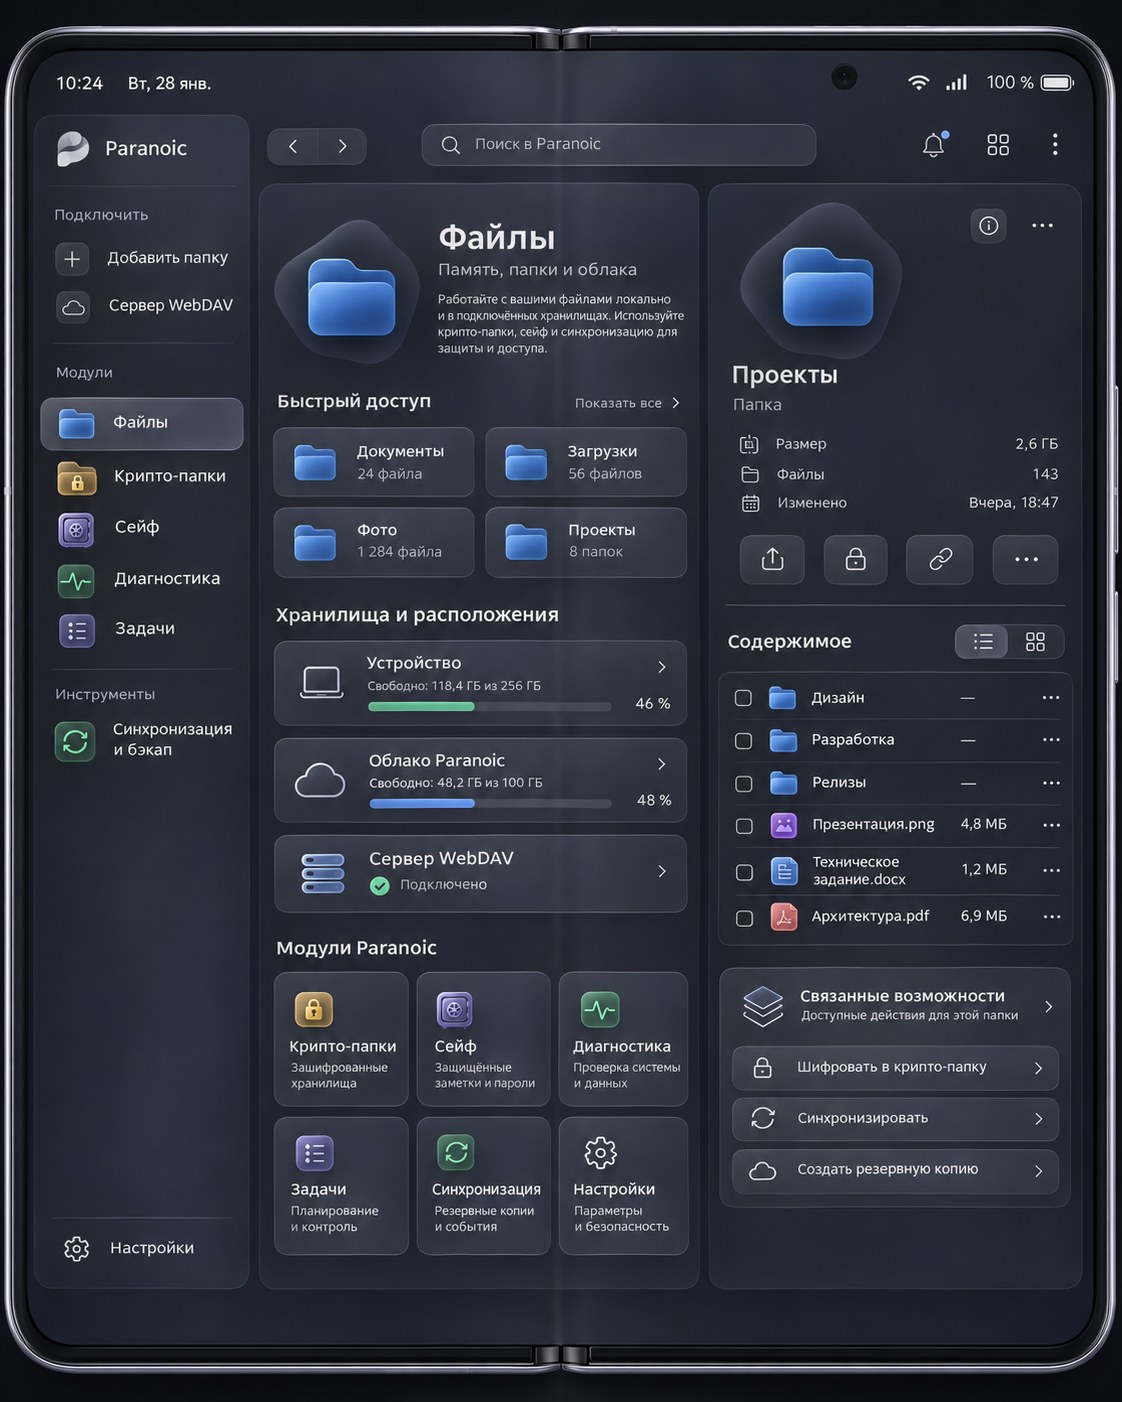 10:24 Вт, 28 янв.
100 %
Paranoic
Поиск в Paranoic
Подключить
Добавить папку
Сервер WebDAV
Модули
Файлы
Крипто-папки
Сейф
Диагностика
Задачи
Инструменты
Синхронизация
и бэкап
Настройки
Файлы
Память, папки и облака
Работайте с вашими файлами локально
и в подключённых хранилищах. Используйте
крипто-папки, сейф и синхронизацию для
защиты и доступа.
Быстрый доступ
Показать все
Документы
24 файла
Загрузки
56 файлов
Фото
1 284 файла
Проекты
8 папок
Хранилища и расположения
Устройство
Свободно: 118,4 ГБ из 256 ГБ
46 %
Облако Paranoic
Свободно: 48,2 ГБ из 100 ГБ
48 %
Сервер WebDAV
Подключено
Модули Paranoic
Крипто-папки
Зашифрованные
хранилища
Сейф
Защищённые
заметки и пароли
Диагностика
Проверка системы
и данных
Задачи
Планирование
и контроль
Синхронизация
Резервные копии
и события
Настройки
Параметры
и безопасность
Проекты
Папка
Размер 2,6 ГБ
Файлы 143
Изменено Вчера, 18:47
Содержимое
Дизайн —
Разработка —
Релизы —
Презентация.png 4,8 МБ
Техническое
задание.docx 1,2 МБ
Архитектура.pdf 6,9 МБ
Связанные возможности
Доступные действия для этой папки
Шифровать в крипто-папку
Синхронизировать
Создать резервную копию